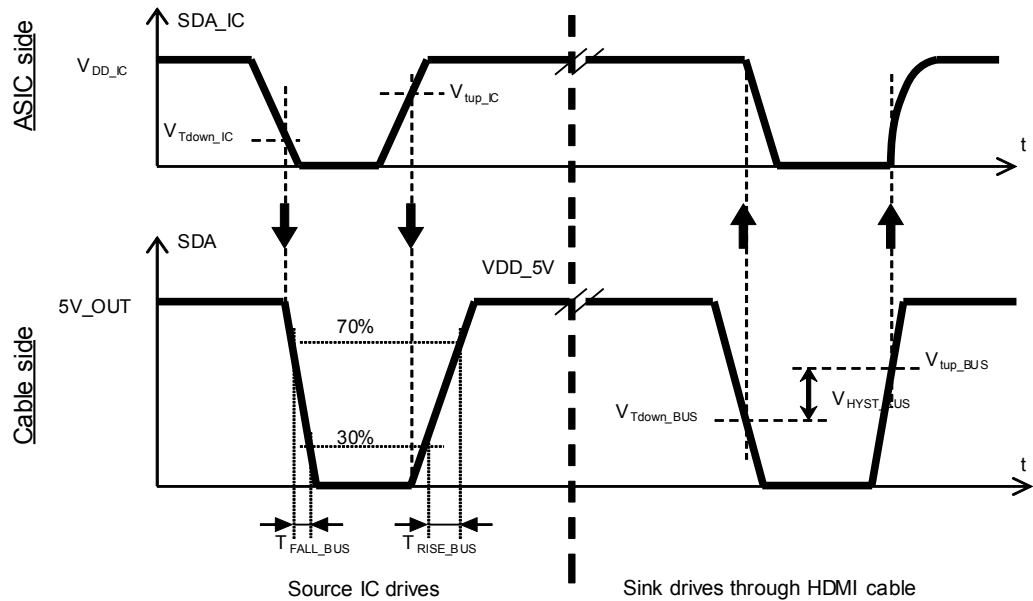 ASIC side
SDA_IC
V_DD_IC
V_tup_IC
V_Tdown_IC
t
Cable side
SDA
VDD_5V
5V_OUT
70%
V_tup_BUS
V_HYST_BUS
V_Tdown_BUS
30%
t
T_FALL_BUS
T_RISE_BUS
Source IC drives
Sink drives through HDMI cable